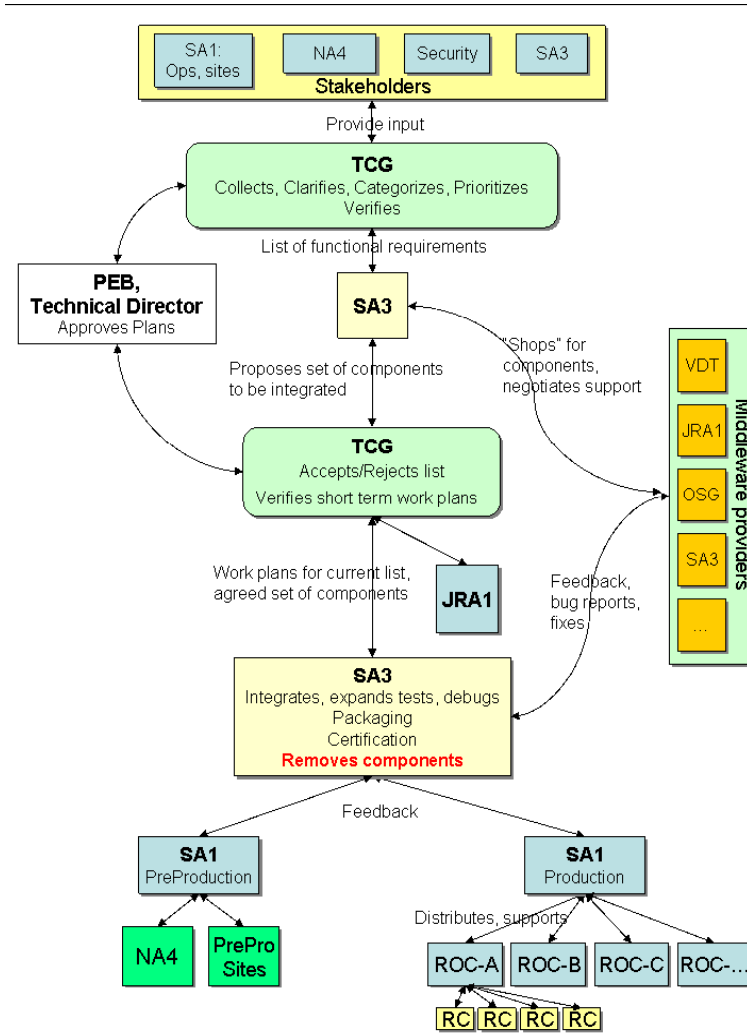 SA1:
Ops, sites
NA4
Security
SA3
Stakeholders
Provide input
TCG
Collects, Clarifies, Categorizes, Prioritizes
Verifies
List of functional requirements
PEB,
Technical Director
Approves Plans
SA3
"Shops" for
components,
negotiates support
Proposes set of components
to be integrated
Middleware providers
VDT
JRA1
OSG
SA3
...
TCG
Accepts/Rejects list
Verifies short term work plans
Work plans for current list,
agreed set of components
JRA1
Feedback,
bug reports,
fixes
SA3
Integrates, expands tests, debugs
Packaging
Certification
Removes components
Feedback
SA1
PreProduction
SA1
Production
Distributes, supports
NA4
PrePro
Sites
ROC-A
ROC-B
ROC-C
ROC-...
RC
RC
RC
RC